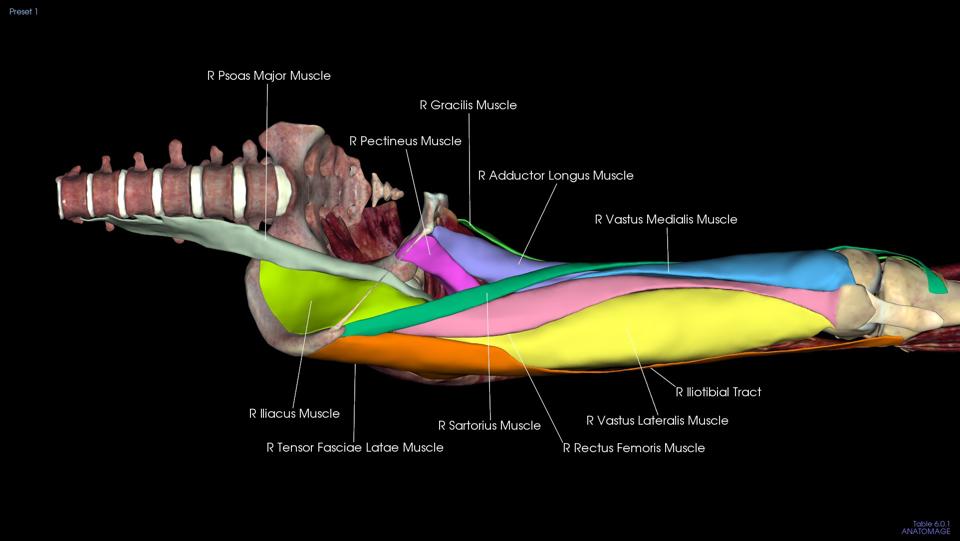 Preset 1
R Psoas Major Muscle
R Gracilis Muscle
R Pectineus Muscle
R Adductor Longus Muscle
R Vastus Medialis Muscle
R Iliotibial Tract
R Iliacus Muscle
R Sartorius Muscle
R Vastus Lateralis Muscle
R Tensor Fasciae Latae Muscle
R Rectus Femoris Muscle
Table 6.0.1
ANATOMAGE